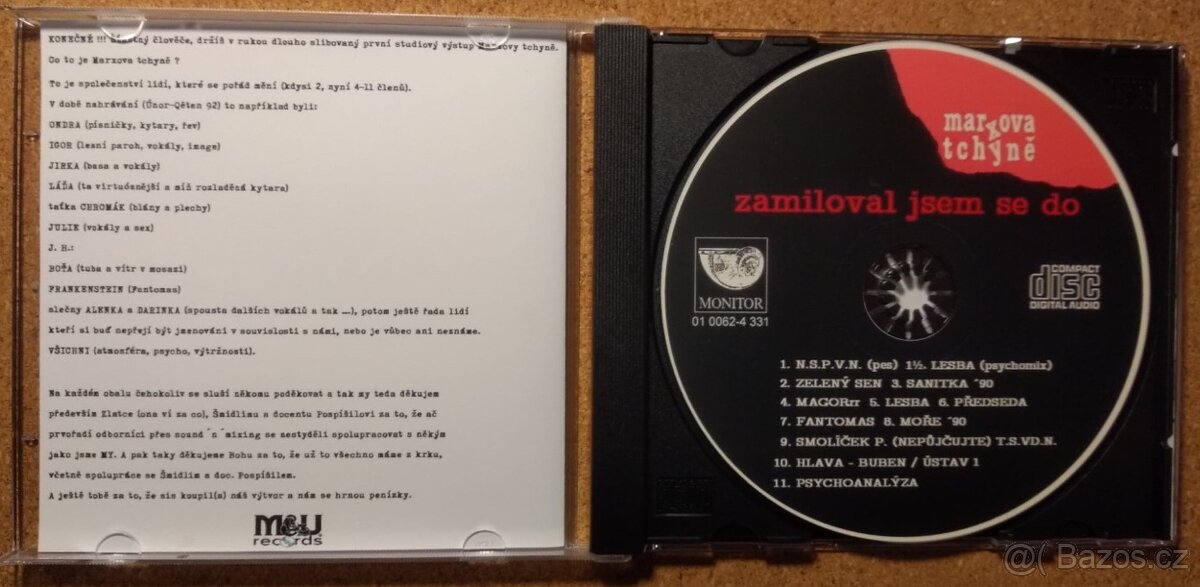 KONEČNĚ !!! šťastný člověče, držíš v rukou dlouho slibovaný první studiový výstup Marxovy tchyně.
Co to je Marxova tchyně ?
To je společenství lidí, které se pořád mění (kdysi 2, nyní 4-11 členů).
V době nahrávání (Únor-Qěten 92) to například byli:
ONDRA (písničky, kytary, řev)
IGOR (lesní paroh, vokály, image)
JIRKA (basa a vokály)
LÁĎA (ta virtuóznější a míň rozladěná kytara)
taťka CHROMÁK (blány a plechy)
JULIE (vokály a sex)
J. H.:
BOŤA (tuba a vítr v mosazi)
FRANKENSTEIN (Fantomas)
slečny ALENKA a DARINKA (spousta dalších vokálů a tak ...), potom ještě řada lidí
kteří si buď nepřejí být jmenováni v souvislosti s námi, nebo je vůbec ani neznáme.
VŠICHNI (atmosféra, psycho, výtržnosti).
Na každém obalu čehokoliv se sluší někomu poděkovat a tak my teda děkujem
především Zlatce (ona ví za co), Šmidlimu a docentu Pospíšilovi za to, že ač
prvořadí odborníci přes sound´n´mixing se nestyděli spolupracovat s někým
jako jsme MY. A pak taky děkujeme Bohu za to, že už to všechno máme z krku,
včetně spolupráce se Šmidlim a doc. Pospíšilem.
A ještě tobě za to, že sis koupil(a) náš výtvor a nám se hrnou penízky.
M&J
records
marxova
tchyně
zamiloval jsem se do
MONITOR
01 0062-4 331
COMPACT
disc
DIGITAL AUDIO
1. N.S.P.V.N. (pes) 1½. LESBA (psychomix)
2. ZELENÝ SEN 3. SANITKA ´90
4. MAGORrr 5. LESBA 6. PŘEDSEDA
7. FANTOMAS 8. MOŘE ´90
9. SMOLÍČEK P. (NEPŮJČUJTE) T.S.VD.N.
10. HLAVA - BUBEN / ÚSTAV 1
11. PSYCHOANALÝZA
@( Bazoš.cz